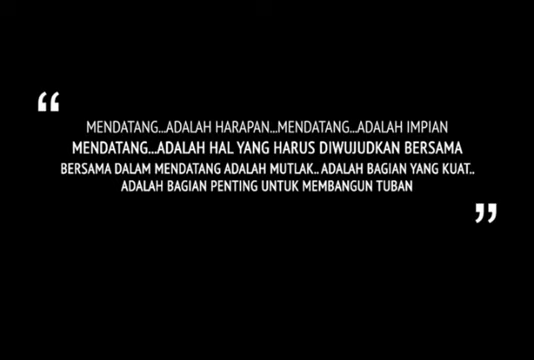 “
MENDATANG...ADALAH HARAPAN...MENDATANG...ADALAH IMPIAN
MENDATANG...ADALAH HAL YANG HARUS DIWUJUDKAN BERSAMA
BERSAMA DALAM MENDATANG ADALAH MUTLAK.. ADALAH BAGIAN YANG KUAT..
ADALAH BAGIAN PENTING UNTUK MEMBANGUN TUBAN
”